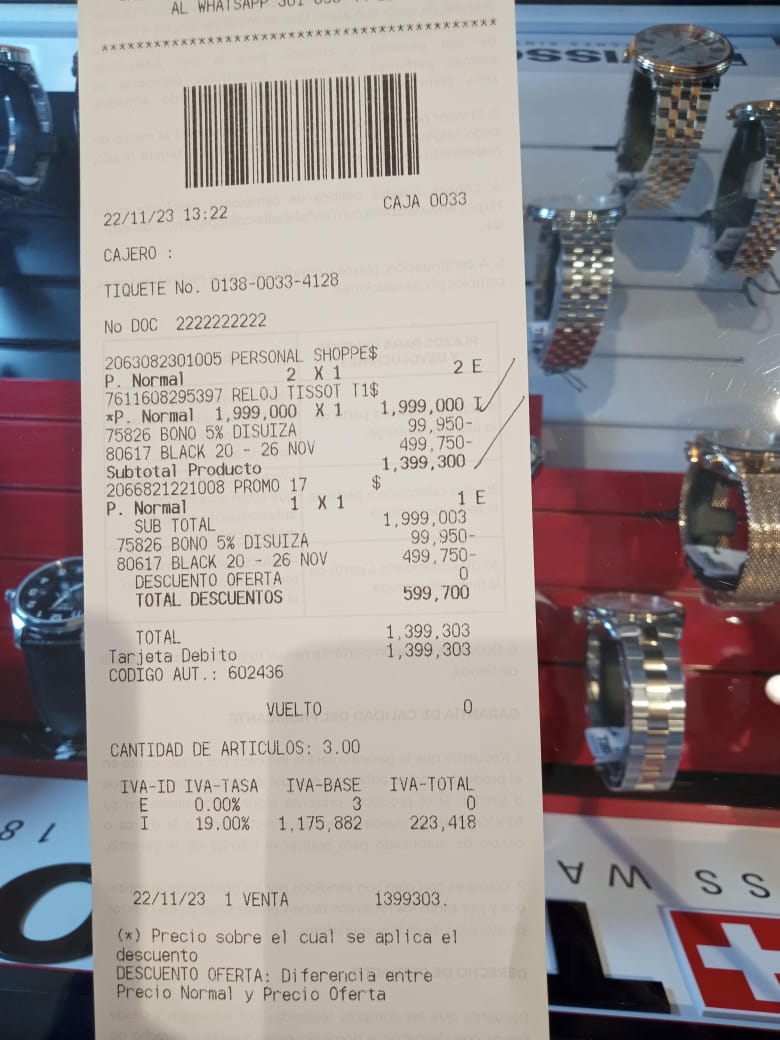 AL WHATSAPP 301
************************************************
22/11/23 13:22 CAJA 0033
CAJERO :
TIQUETE No. 0138-0033-4128
No DOC 2222222222
2063082301005 PERSONAL SHOPPE$
P. Normal 2 X 1 2 E
7611608295397 RELOJ TISSOT T1$
*P. Normal 1,999,000 X 1 1,999,000 I
75826 BONO 5% DISUIZA 99,950-
80617 BLACK 20 - 26 NOV 499,750-
Subtotal Producto 1,399,300
2066821221008 PROMO 17 $
P. Normal 1 X 1 1 E
SUB TOTAL 1,999,003
75826 BONO 5% DISUIZA 99,950-
80617 BLACK 20 - 26 NOV 499,750-
DESCUENTO OFERTA 0
TOTAL DESCUENTOS 599,700
TOTAL 1,399,303
Tarjeta Debito 1,399,303
CODIGO AUT.: 602436
VUELTO 0
CANTIDAD DE ARTICULOS: 3.00
IVA-ID IVA-TASA IVA-BASE IVA-TOTAL
E 0.00% 3 0
I 19.00% 1,175,882 223,418
22/11/23 1 VENTA 1399303.
(*) Precio sobre el cual se aplica el
descuento
DESCUENTO OFERTA: Diferencia entre
Precio Normal y Precio Oferta